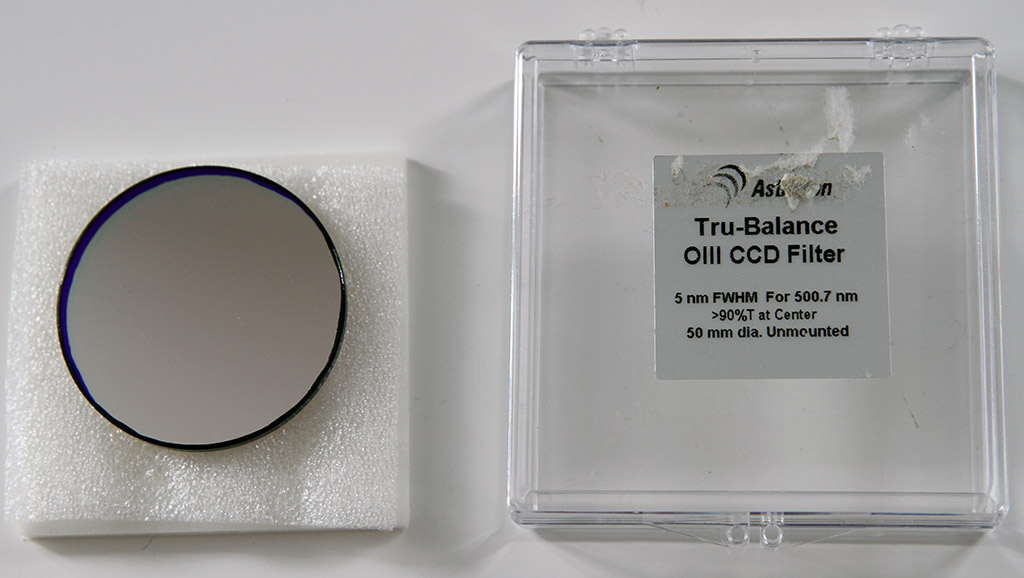 Tru-Balance
OIII CCD Filter
5 nm FWHM For 500.7 nm
>90%T at Center
50 mm dia. Unmounted